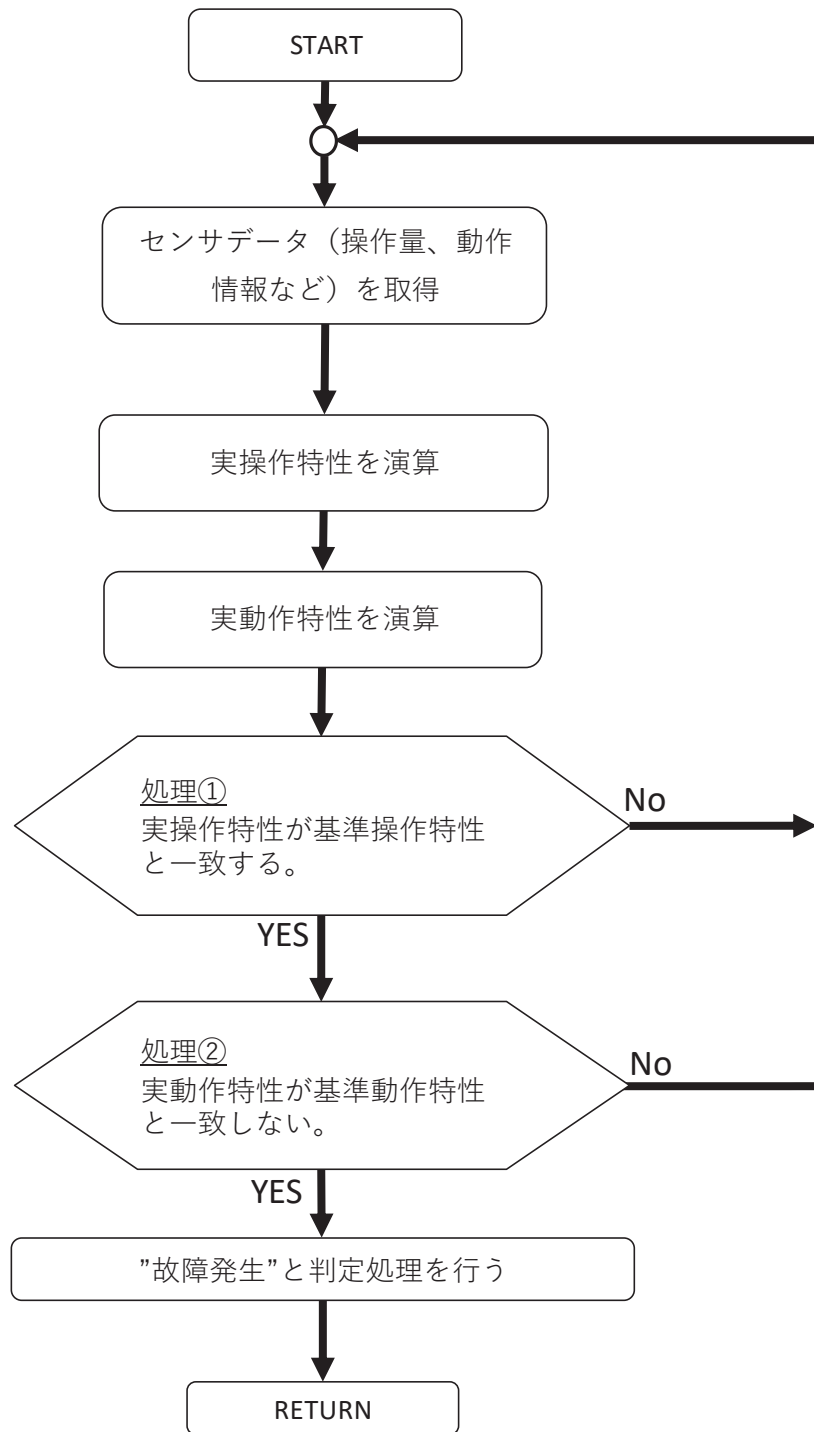 START
センサデータ（操作量、動作
情報など）を取得
実操作特性を演算
実動作特性を演算
処理①
実操作特性が基準操作特性
と一致する。
No
YES
処理②
実動作特性が基準動作特性
と一致しない。
No
YES
”故障発生”と判定処理を行う
RETURN